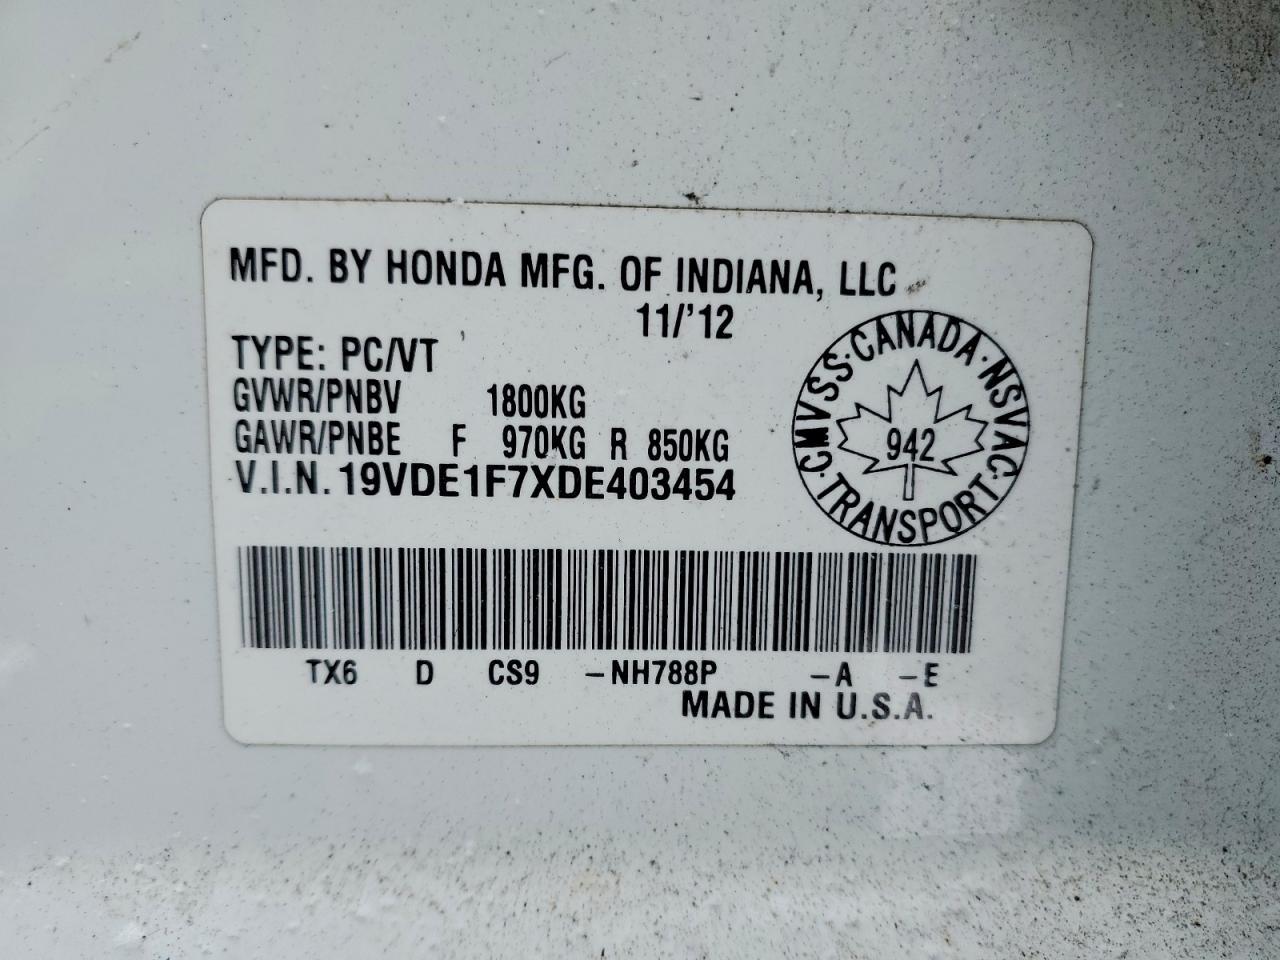 MFD. BY HONDA MFG. OF INDIANA, LLC
11/'12
TYPE: PC/VT
GVWR/PNBV 1800KG
GAWR/PNBE F 970KG R 850KG
V.I.N. 19VDE1F7XDE403454
CMVSS·CANADA·NSVAC·TRANSPORT·
942
TX6 D CS9 –NH788P –A –E
MADE IN U.S.A.